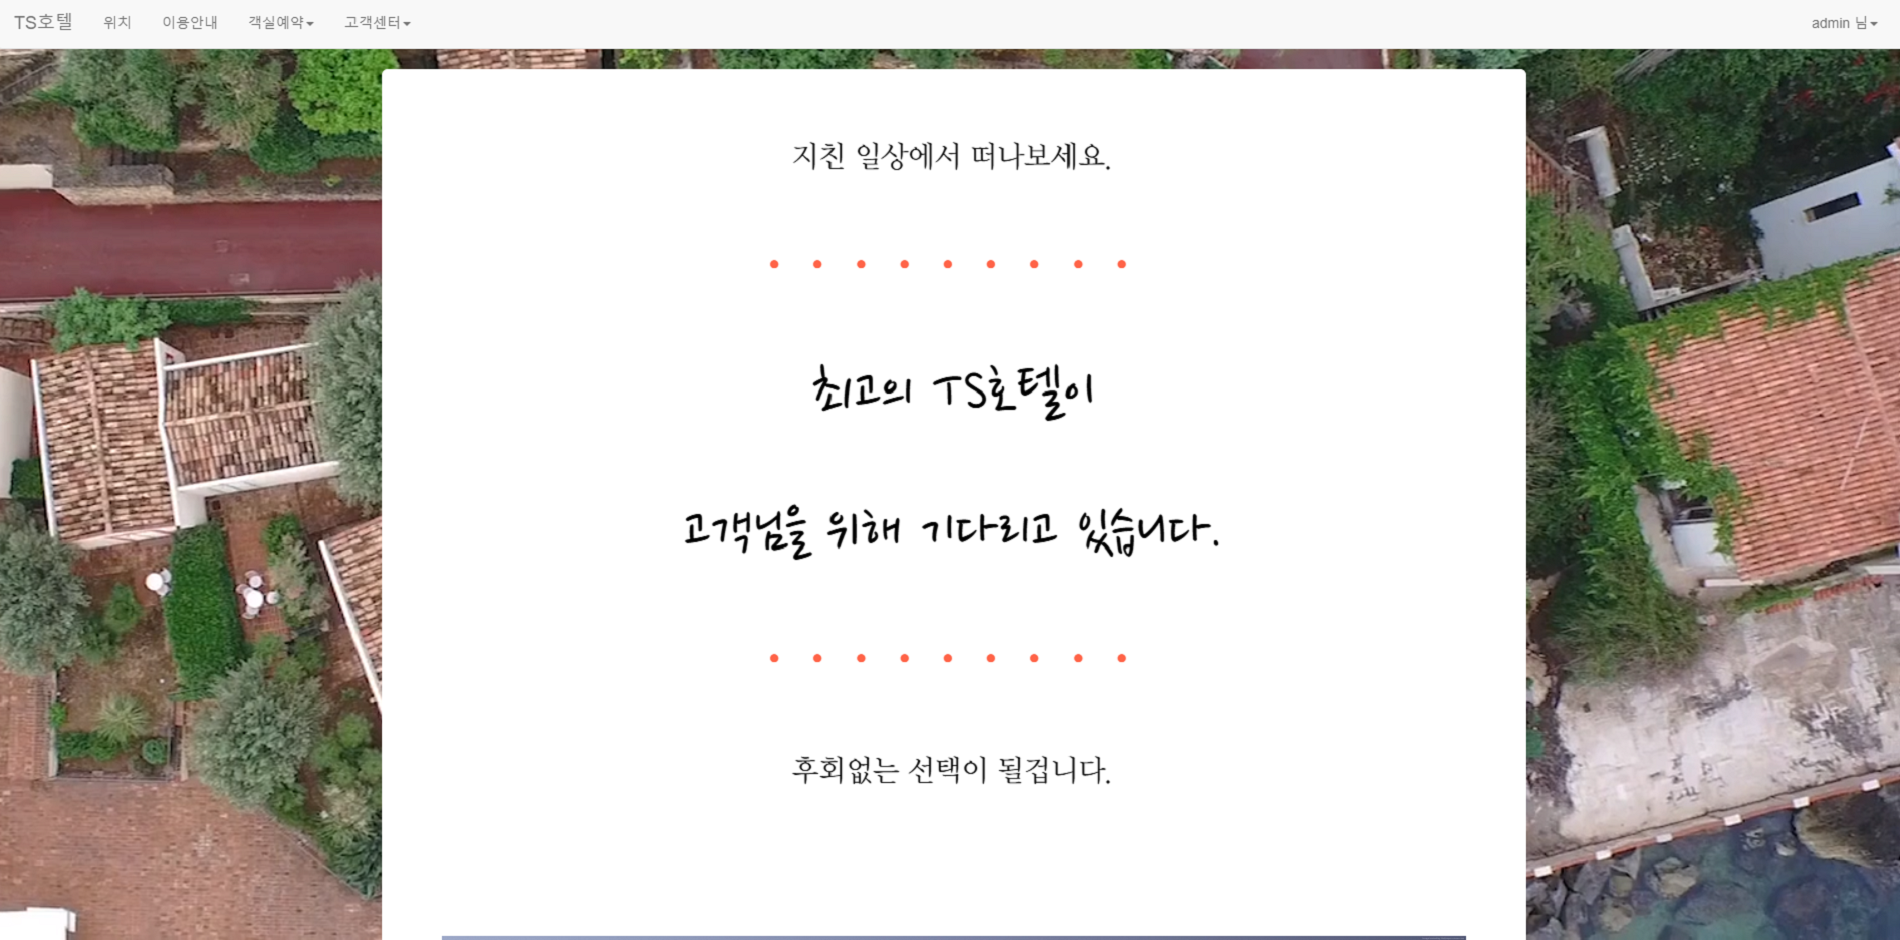 TS호텔 위치 이용안내 객실예약 고객센터 admin 님
지친 일상에서 떠나보세요.
최고의 TS호텔이
고객님을 위해 기다리고 있습니다.
후회없는 선택이 될겁니다.